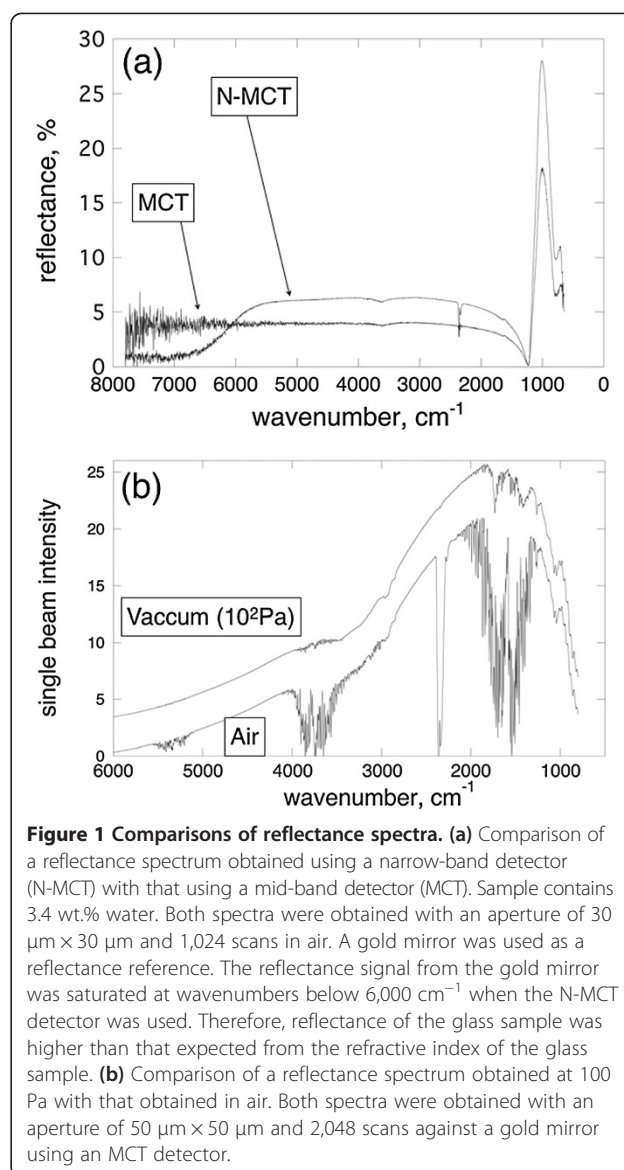 (a)
30
25
20
15
10
5
0
reflectance, %
N-MCT
MCT
8000 7000 6000 5000 4000 3000 2000 1000 0
wavenumber, cm⁻¹
(b)
25
20
15
10
5
0
single beam intensity
Vaccum (10²Pa)
Air
6000 5000 4000 3000 2000 1000
wavenumber, cm⁻¹
Figure 1 Comparisons of reflectance spectra. (a) Comparison of
a reflectance spectrum obtained using a narrow-band detector
(N-MCT) with that using a mid-band detector (MCT). Sample contains
3.4 wt.% water. Both spectra were obtained with an aperture of 30
μm × 30 μm and 1,024 scans in air. A gold mirror was used as a
reflectance reference. The reflectance signal from the gold mirror
was saturated at wavenumbers below 6,000 cm⁻¹ when the N-MCT
detector was used. Therefore, reflectance of the glass sample was
higher than that expected from the refractive index of the glass
sample. (b) Comparison of a reflectance spectrum obtained at 100
Pa with that obtained in air. Both spectra were obtained with an
aperture of 50 μm × 50 μm and 2,048 scans against a gold mirror
using an MCT detector.